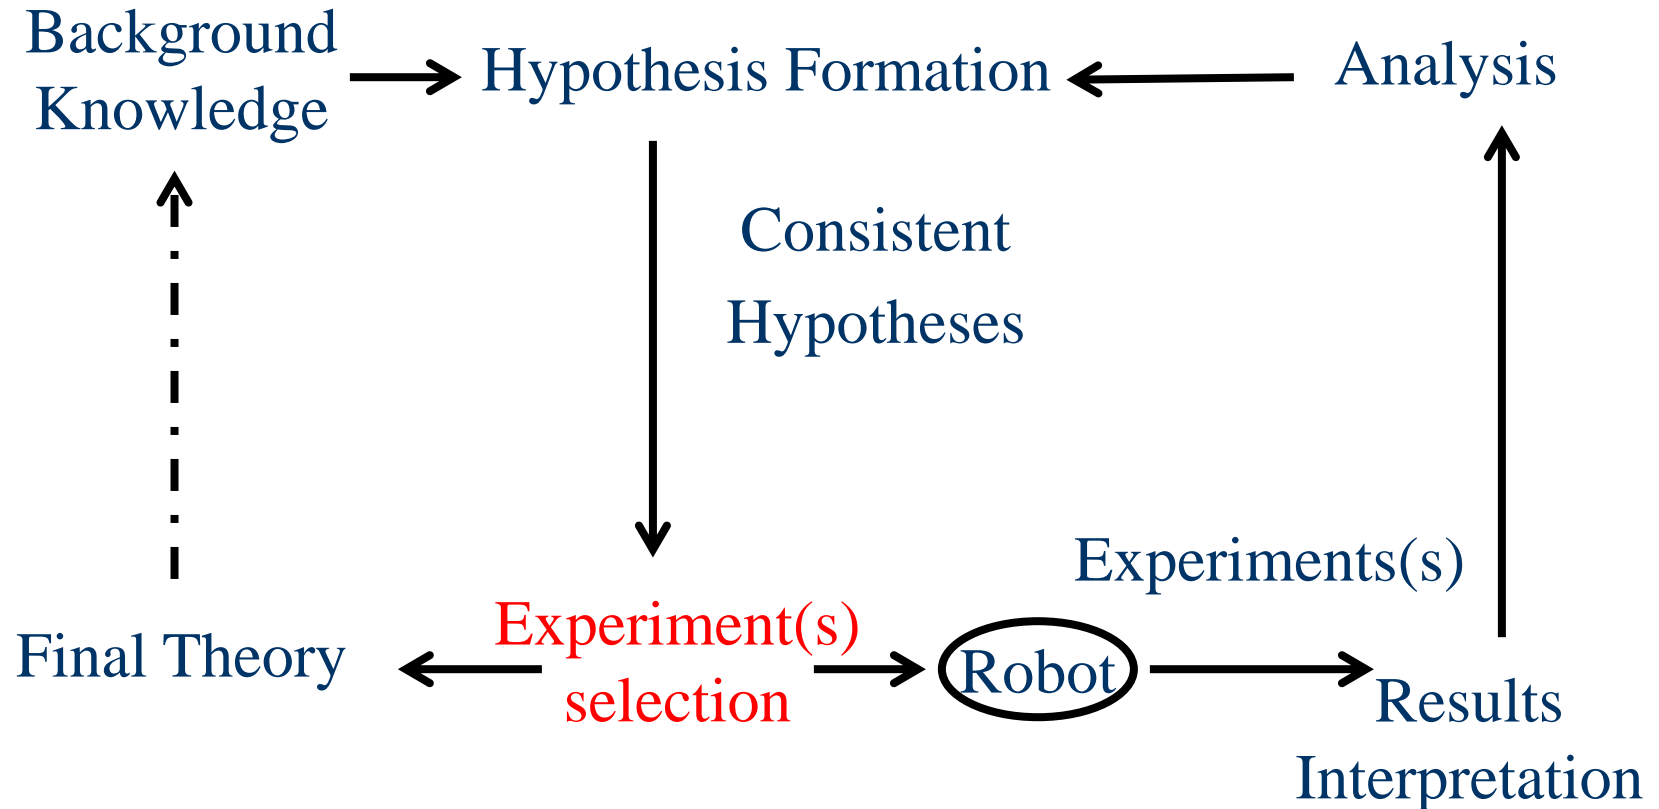 Background
Knowledge
Hypothesis Formation
Analysis
Consistent
Hypotheses
Experiments(s)
Final Theory
Experiment(s)
selection
Robot
Results
Interpretation